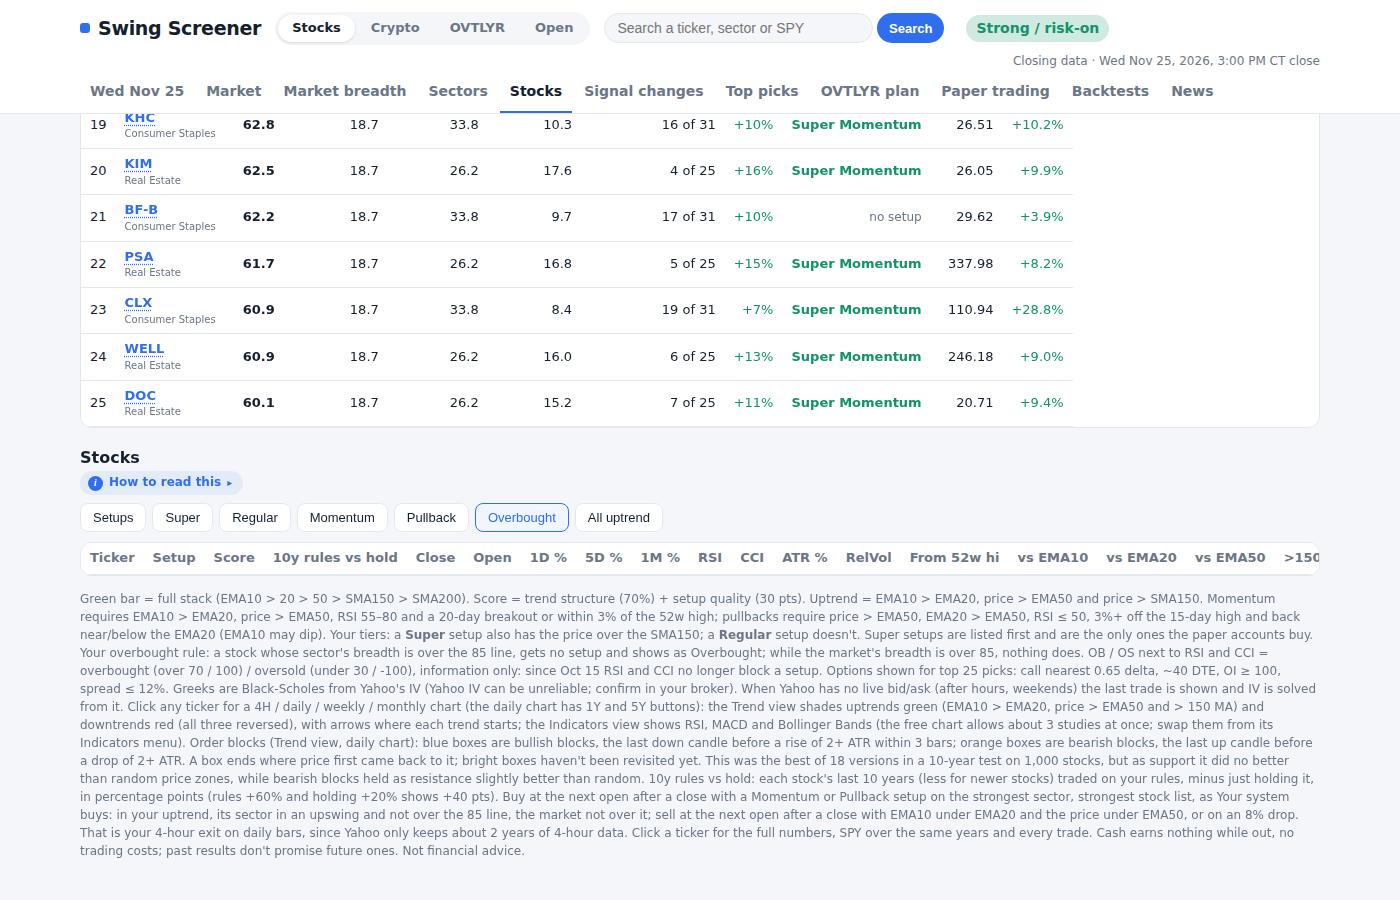 Swing Screener Stocks Crypto OVTLYR Open Search a ticker, sector or SPY Search Strong / risk-on
Closing data · Wed Nov 25, 2026, 3:00 PM CT close
Wed Nov 25 Market Market breadth Sectors Stocks Signal changes Top picks OVTLYR plan Paper trading Backtests News
19 KHC Consumer Staples 62.8 18.7 33.8 10.3 16 of 31 +10% Super Momentum 26.51 +10.2%
20 KIM Real Estate 62.5 18.7 26.2 17.6 4 of 25 +16% Super Momentum 26.05 +9.9%
21 BF-B Consumer Staples 62.2 18.7 33.8 9.7 17 of 31 +10% no setup 29.62 +3.9%
22 PSA Real Estate 61.7 18.7 26.2 16.8 5 of 25 +15% Super Momentum 337.98 +8.2%
23 CLX Consumer Staples 60.9 18.7 33.8 8.4 19 of 31 +7% Super Momentum 110.94 +28.8%
24 WELL Real Estate 60.9 18.7 26.2 16.0 6 of 25 +13% Super Momentum 246.18 +9.0%
25 DOC Real Estate 60.1 18.7 26.2 15.2 7 of 25 +11% Super Momentum 20.71 +9.4%
Stocks
i How to read this ▸
Setups Super Regular Momentum Pullback Overbought All uptrend
Ticker Setup Score 10y rules vs hold Close Open 1D % 5D % 1M % RSI CCI ATR % RelVol From 52w hi vs EMA10 vs EMA20 vs EMA50 >150
Green bar = full stack (EMA10 > 20 > 50 > SMA150 > SMA200). Score = trend structure (70%) + setup quality (30 pts). Uptrend = EMA10 > EMA20, price > EMA50 and price > SMA150. Momentum
requires EMA10 > EMA20, price > EMA50, RSI 55–80 and a 20-day breakout or within 3% of the 52w high; pullbacks require price > EMA50, EMA20 > EMA50, RSI ≤ 50, 3%+ off the 15-day high and back
near/below the EMA20 (EMA10 may dip). Your tiers: a Super setup also has the price over the SMA150; a Regular setup doesn't. Super setups are listed first and are the only ones the paper accounts buy.
Your overbought rule: a stock whose sector's breadth is over the 85 line, gets no setup and shows as Overbought; while the market's breadth is over 85, nothing does. OB / OS next to RSI and CCI =
overbought (over 70 / 100) / oversold (under 30 / -100), information only: since Oct 15 RSI and CCI no longer block a setup. Options shown for top 25 picks: call nearest 0.65 delta, ~40 DTE, OI ≥ 100,
spread ≤ 12%. Greeks are Black-Scholes from Yahoo's IV (Yahoo IV can be unreliable; confirm in your broker). When Yahoo has no live bid/ask (after hours, weekends) the last trade is shown and IV is solved
from it. Click any ticker for a 4H / daily / weekly / monthly chart (the daily chart has 1Y and 5Y buttons): the Trend view shades uptrends green (EMA10 > EMA20, price > EMA50 and > 150 MA) and
downtrends red (all three reversed), with arrows where each trend starts; the Indicators view shows RSI, MACD and Bollinger Bands (the free chart allows about 3 studies at once; swap them from its
Indicators menu). Order blocks (Trend view, daily chart): blue boxes are bullish blocks, the last down candle before a rise of 2+ ATR within 3 bars; orange boxes are bearish blocks, the last up candle before
a drop of 2+ ATR. A box ends where price first came back to it; bright boxes haven't been revisited yet. This was the best of 18 versions in a 10-year test on 1,000 stocks, but as support it did no better
than random price zones, while bearish blocks held as resistance slightly better than random. 10y rules vs hold: each stock's last 10 years (less for newer stocks) traded on your rules, minus just holding it,
in percentage points (rules +60% and holding +20% shows +40 pts). Buy at the next open after a close with a Momentum or Pullback setup on the strongest sector, strongest stock list, as Your system
buys: in your uptrend, its sector in an upswing and not over the 85 line, the market not over it; sell at the next open after a close with EMA10 under EMA20 and the price under EMA50, or on an 8% drop.
That is your 4-hour exit on daily bars, since Yahoo only keeps about 2 years of 4-hour data. Click a ticker for the full numbers, SPY over the same years and every trade. Cash earns nothing while out, no
trading costs; past results don't promise future ones. Not financial advice.